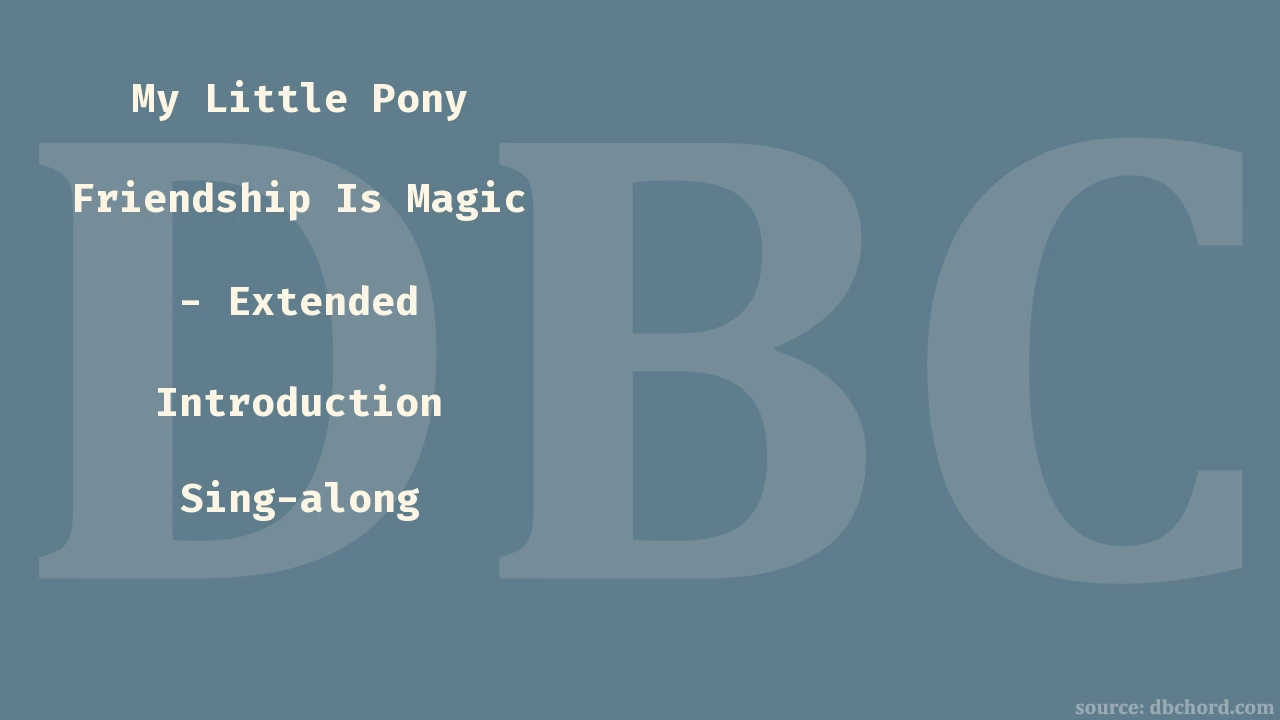 My Little Pony
Friendship Is Magic
- Extended
Introduction
Sing-along
DBC
source: dbchord.com